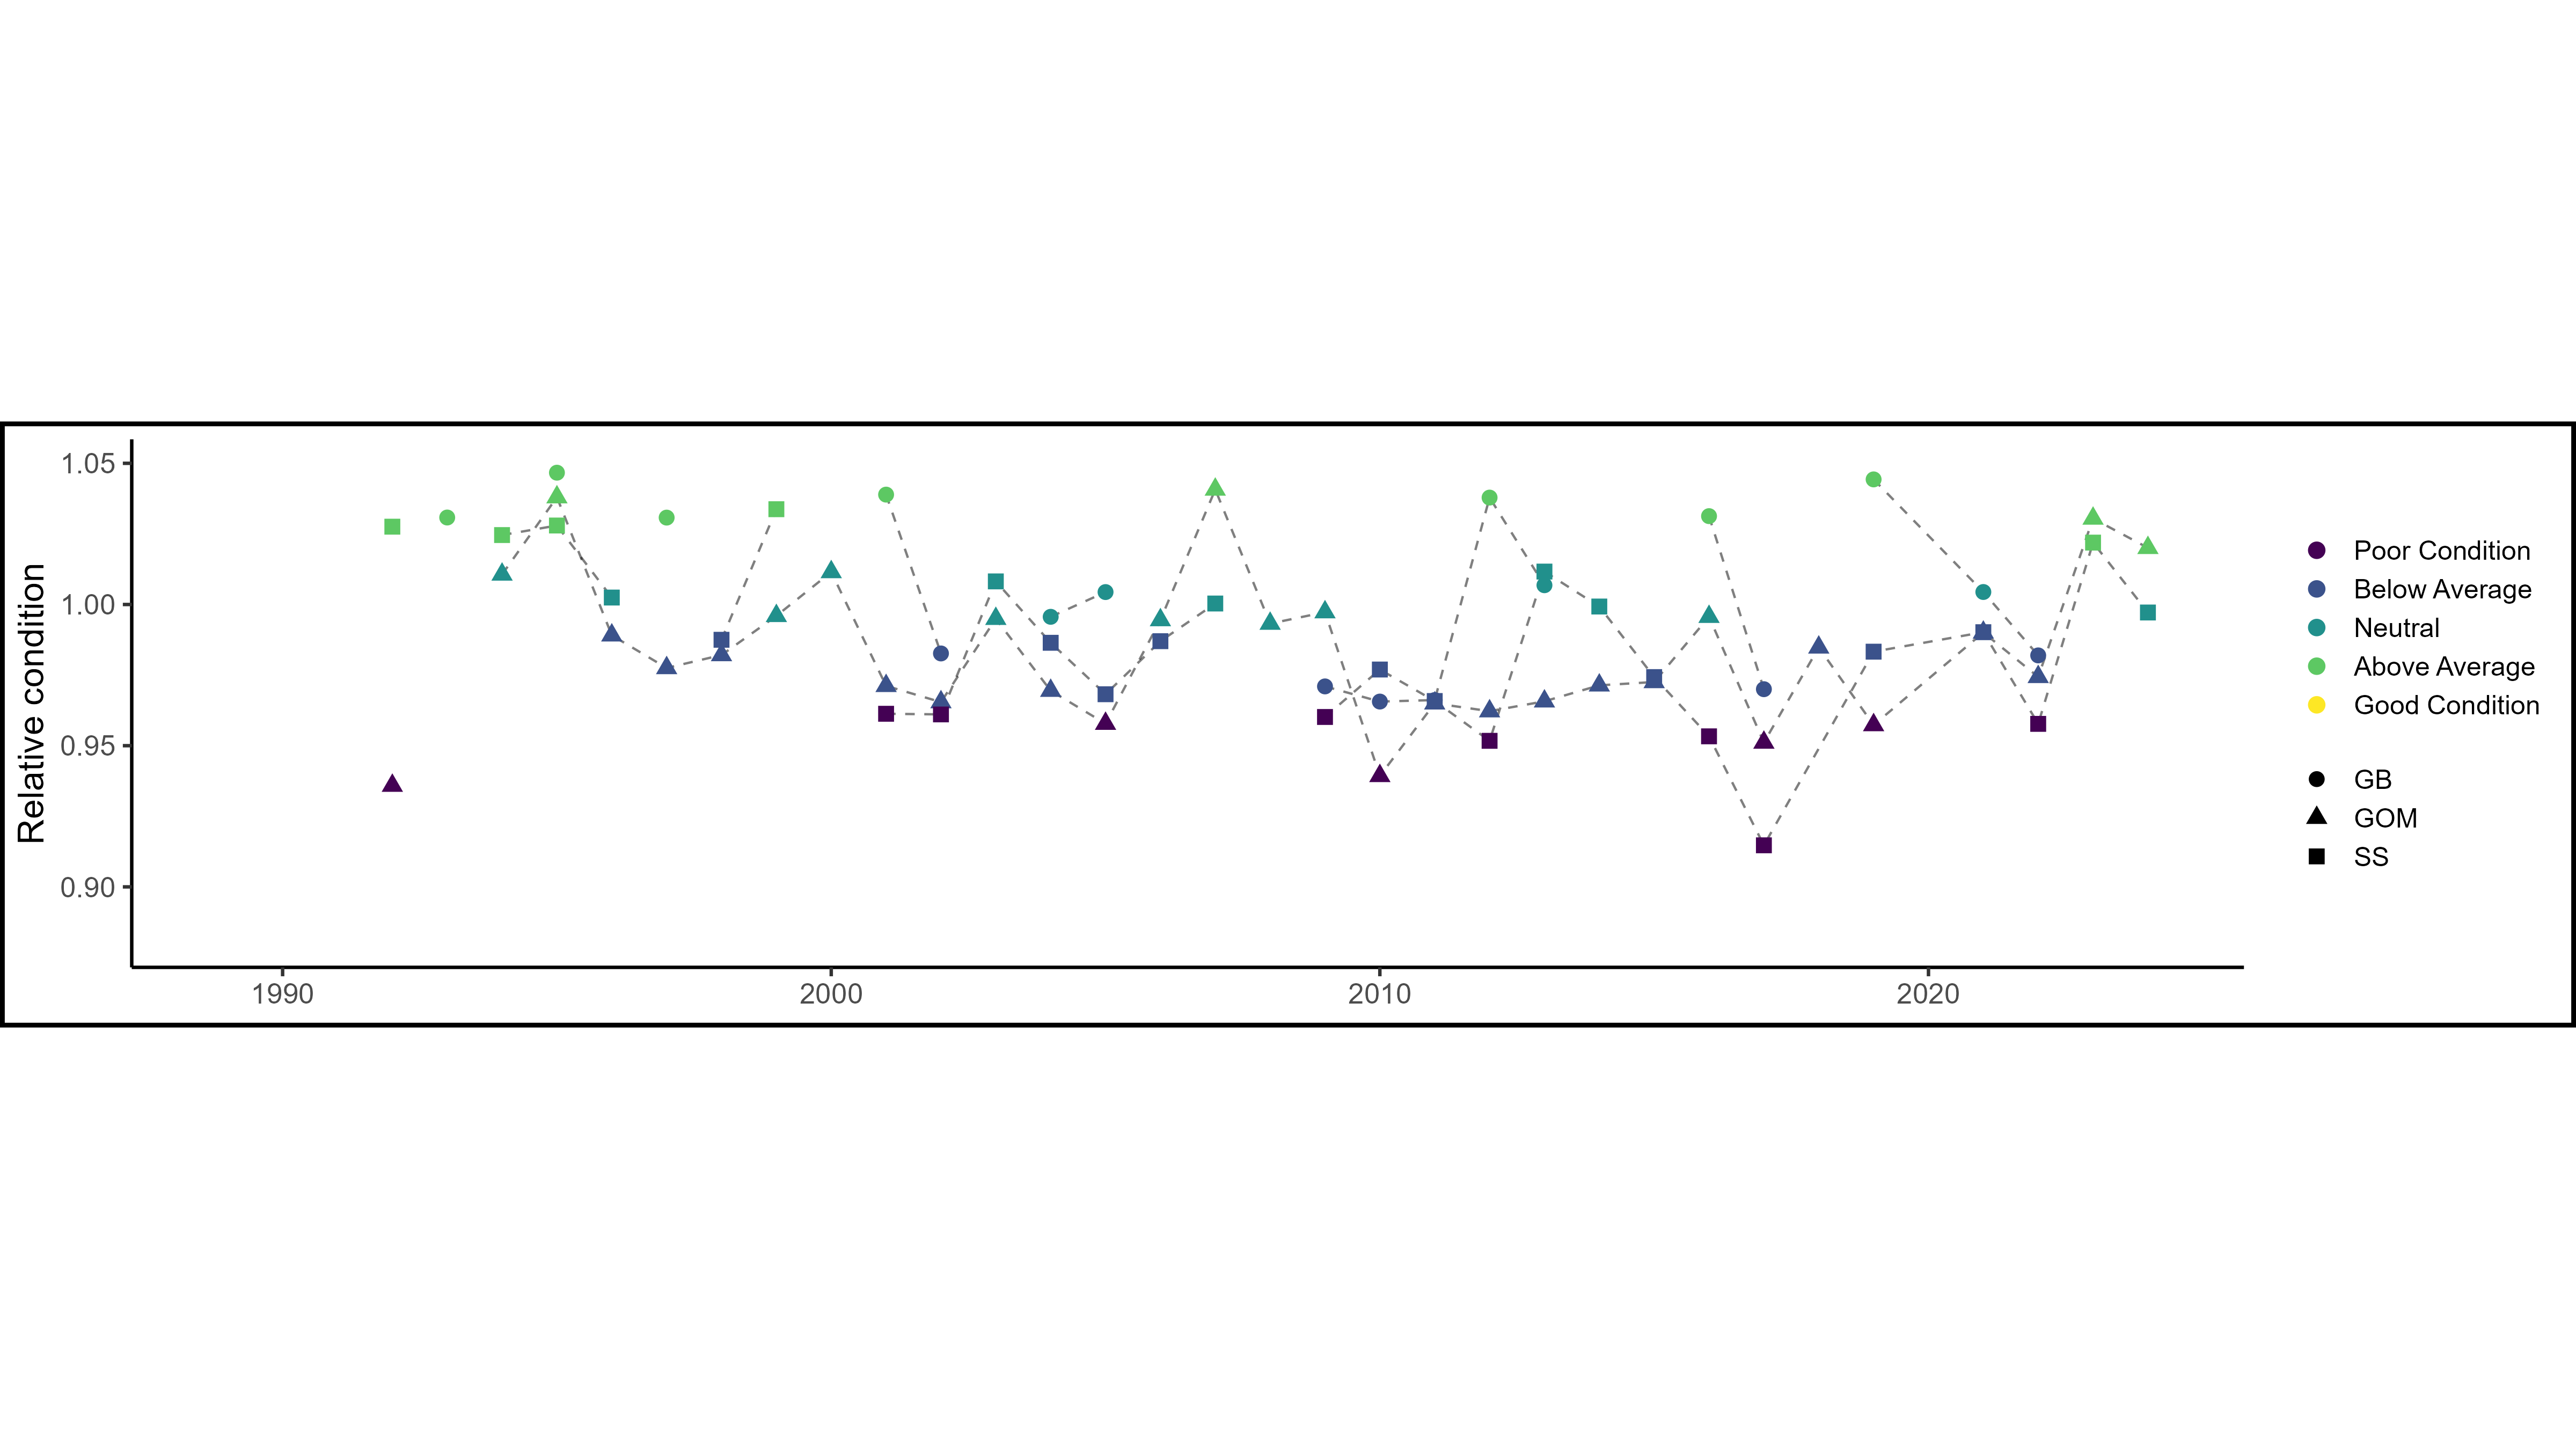 Relative condition
1.05
1.00
0.95
0.90
1990
2000
2010
2020
Poor Condition
Below Average
Neutral
Above Average
Good Condition
GB
GOM
SS